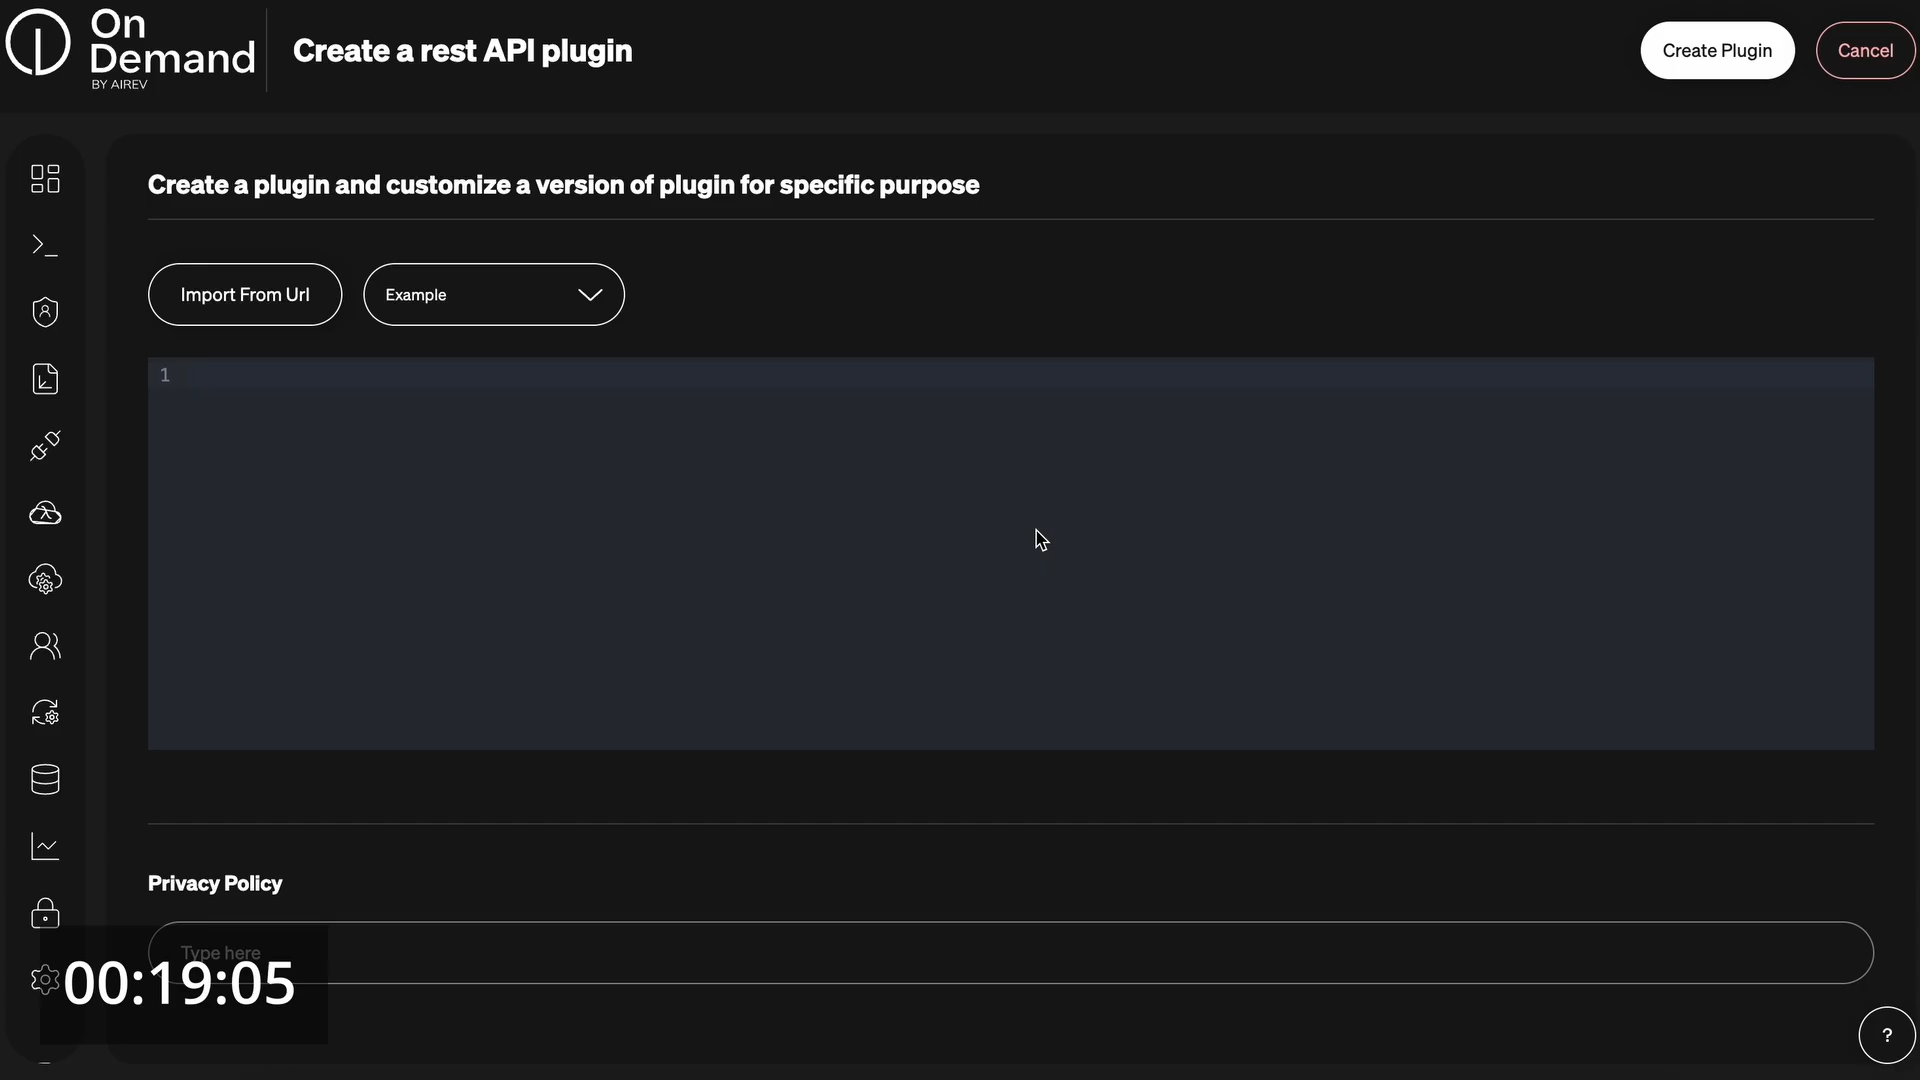 On
Demand
BY AIREV
Create a rest API plugin
Create Plugin
Cancel
Create a plugin and customize a version of plugin for specific purpose
Import From Url
Example
1
Privacy Policy
Type here
00:19:05
?